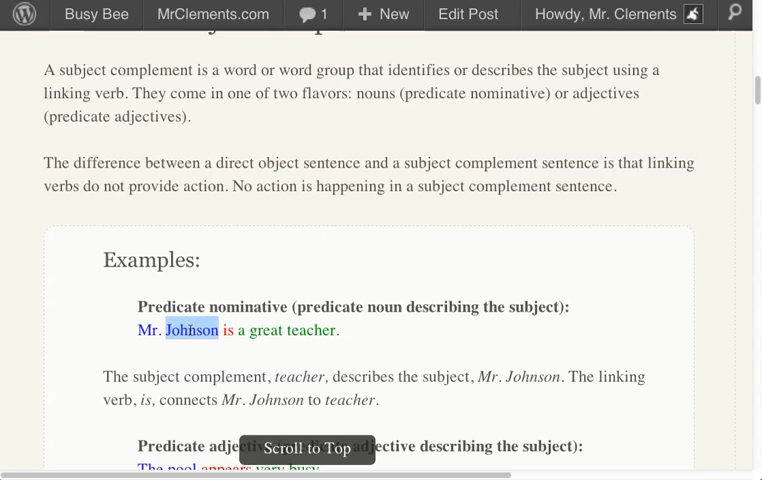 Busy Bee MrClements.com 1 New Edit Post Howdy, Mr. Clements
A subject complement is a word or word group that identifies or describes the subject using a
linking verb. They come in one of two flavors: nouns (predicate nominative) or adjectives
(predicate adjectives).
The difference between a direct object sentence and a subject complement sentence is that linking
verbs do not provide action. No action is happening in a subject complement sentence.
Examples:
Predicate nominative (predicate noun describing the subject):
Mr. Johnson is a great teacher.
The subject complement, teacher, describes the subject, Mr. Johnson. The linking
verb, is, connects Mr. Johnson to teacher.
Predicate adjective describing the subject):
Scroll to Top
The pool appears very busy.